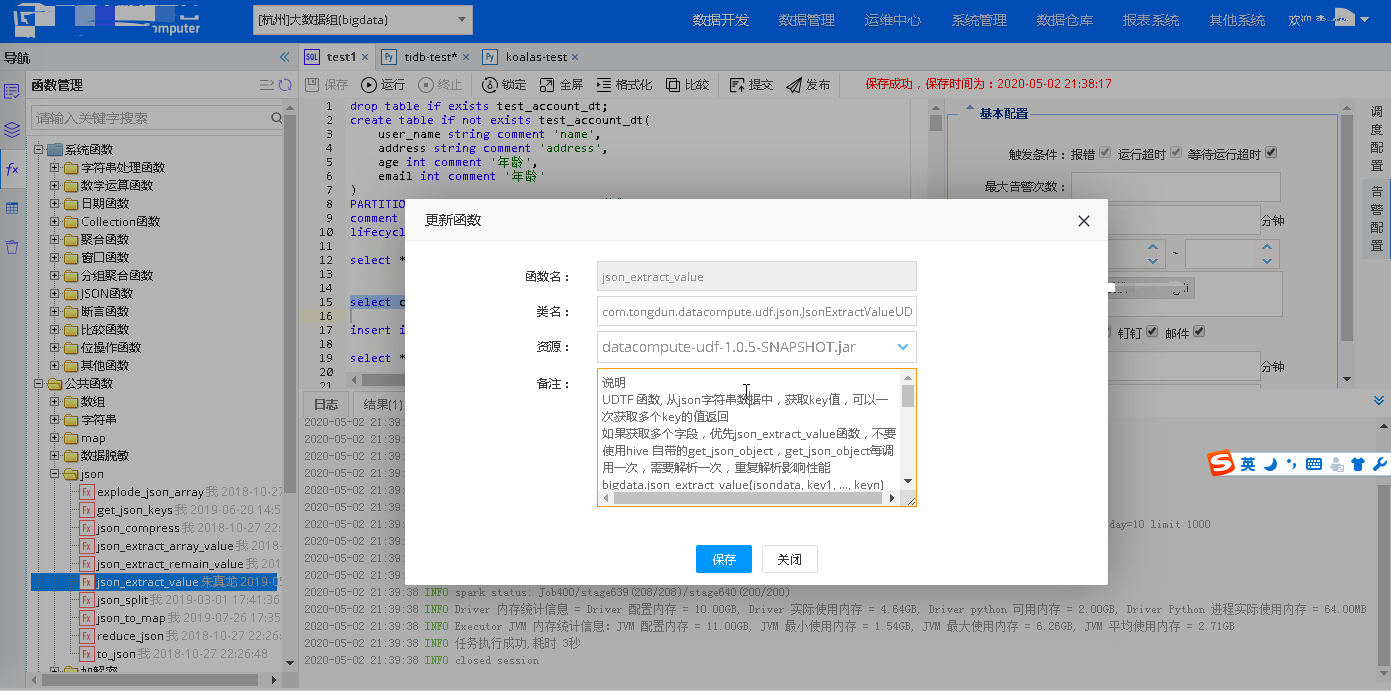 mputer
[杭州]大数据组(bigdata)
数据开发
数据管理
运维中心
系统管理
数据仓库
报表系统
其他系统
导航
test1
tidb-test*
koalas-test
函数管理
保存
运行
终止
锁定
全屏
格式化
比较
提交
发布
保存成功，保存时间为：2020-05-02 21:38:17
请输入关键字搜索
系统函数
字符串处理函数
数学运算函数
日期函数
Collection函数
聚合函数
窗口函数
分组聚合函数
JSON函数
断言函数
比较函数
位操作函数
其他函数
公共函数
数组
字符串
map
数据脱敏
json
explode_json_array 我 2018-10-27
get_json_keys 我 2019-06-20 14:5
json_compress 我 2018-10-27 22:
json_extract_array_value 我 2018-
json_extract_remain_value 我 201
json_extract_value 朱真龙 2019-0
json_split 我 2019-03-01 17:41:36
json_to_map 我 2019-07-26 17:35
reduce_json 我 2018-10-27 22:26:
to_json 我 2018-10-27 22:26:48
加解密
1 drop table if exists test_account_dt;
2 create table if not exists test_account_dt(
3 user_name string comment 'name',
4 address string comment 'address',
5 age int comment '年龄',
6 email int comment '年龄'
7 )
8 PARTITION
9 comment
10 lifecycl
11
12 select *
13
14
15 select c
16
17 insert i
18
19 select *
20
21
基本配置
触发条件：报错 运行超时 等待运行超时
最大告警次数：
分钟
~
钉钉 邮件
分钟
调度配置
告警配置
更新函数
函数名：
json_extract_value
类名：
com.tongdun.datacompute.udf.json.JsonExtractValueUD
资源：
datacompute-udf-1.0.5-SNAPSHOT.jar
备注：
说明
UDTF 函数, 从json字符串数据中，获取key值，可以一
次获取多个key的值返回
如果获取多个字段，优先json_extract_value函数，不要
使用hive 自带的get_json_object，get_json_object每调
用一次，需要解析一次，重复解析影响性能
bigdata.json_extract_value(jsondata, key1, ..., keyn)
保存
关闭
英
日志
结果(1)
2020-05-02 21:39:
2020-05-02 21:39:
2020-05-02 21:39:
2020-05-02 21:39:
2020-05-02 21:39:
2020-05-02 21:39:
2020-05-02 21:39:
day=10 limit 1000
2020-05-02 21:39:
2020-05-02 21:39:
2020-05-02 21:39:
2020-05-02 21:39:38 INFO spark status: Job400/stage639(208/208)/stage640(200/200)
2020-05-02 21:39:38 INFO Driver 内存统计信息 = Driver 配置内存 = 10.00GB, Driver 实际使用内存 = 4.64GB, Driver python 可用内存 = 2.00GB, Driver Python 进程实际使用内存 = 64.00MB
2020-05-02 21:39:38 INFO Executor JVM 内存统计信息: JVM 配置内存 = 11.00GB, JVM 最小使用内存 = 1.54GB, JVM 最大使用内存 = 6.26GB, JVM 平均使用内存 = 2.71GB
2020-05-02 21:39:38 INFO 任务执行成功, 耗时 3秒
2020-05-02 21:39:38 INFO closed session